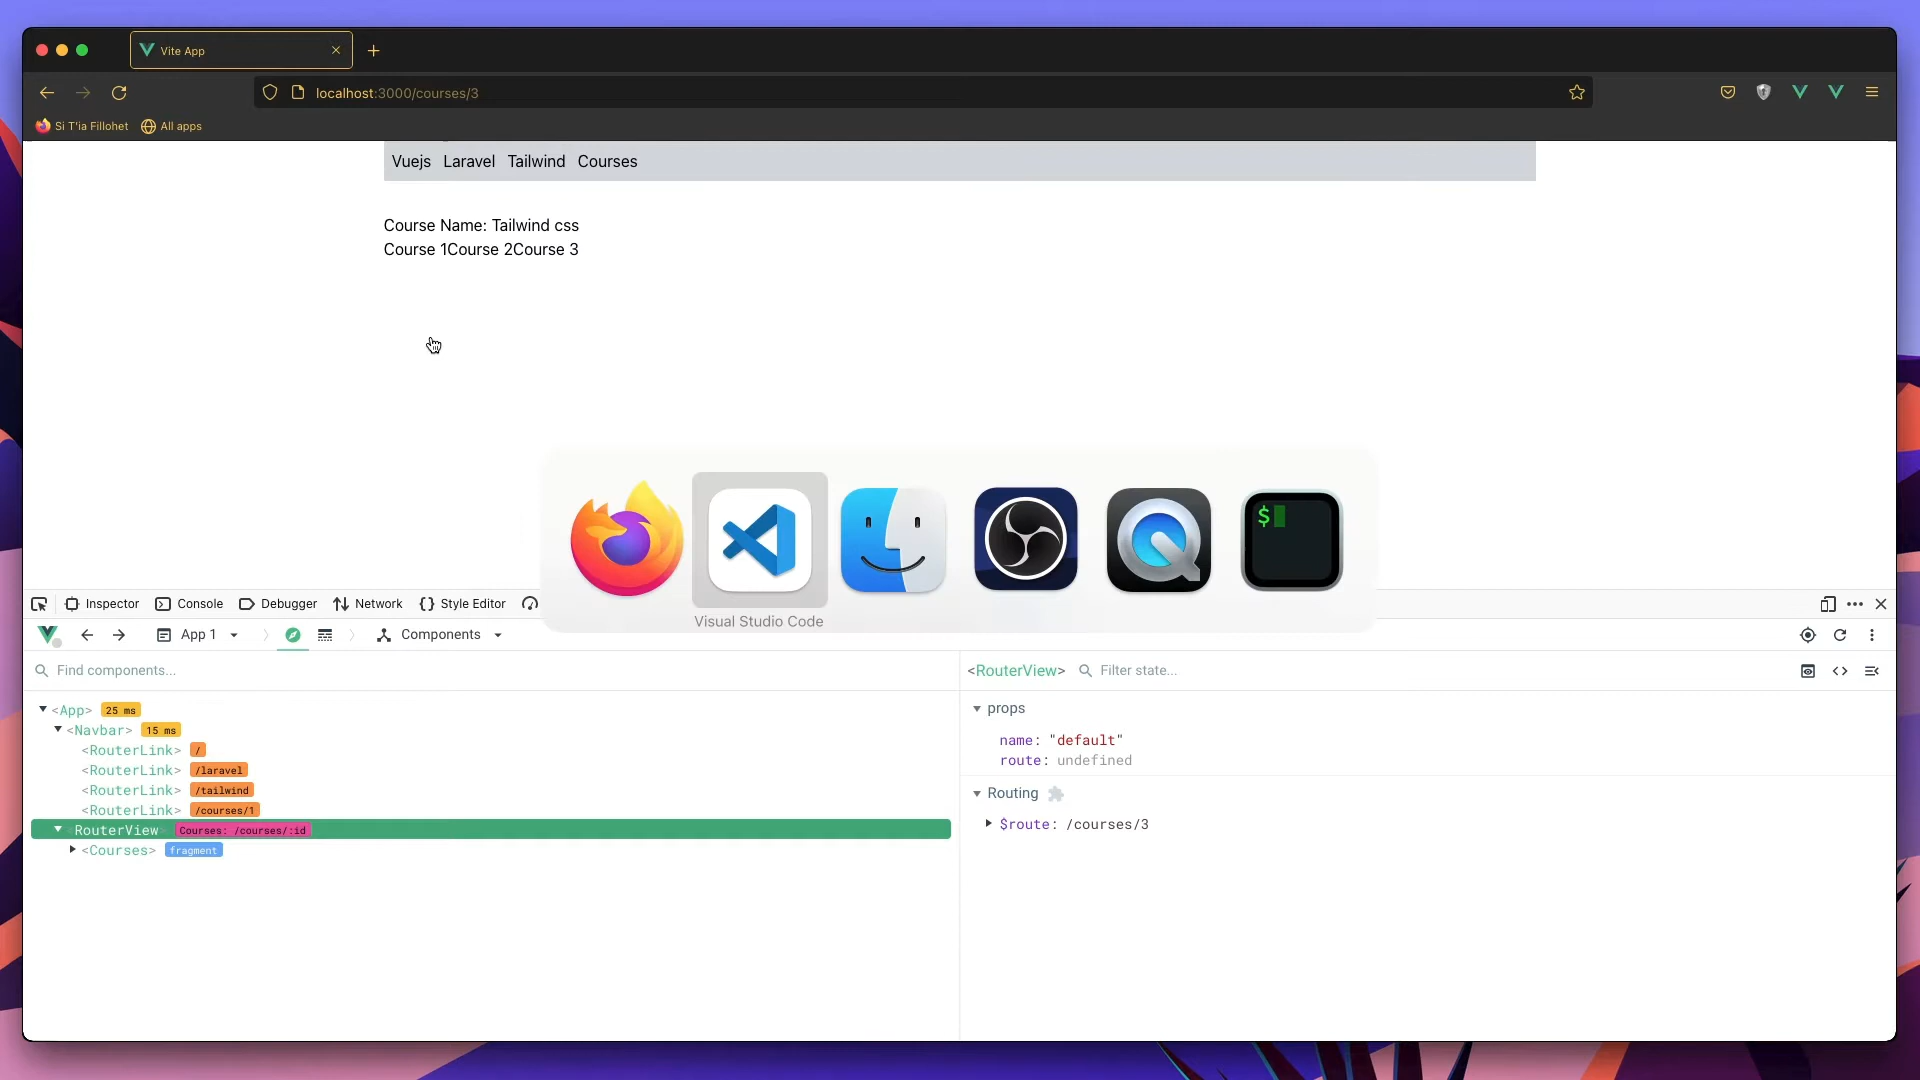 Vite App
localhost:3000/courses/3
Si T'ia Fillohet All apps
Vuejs Laravel Tailwind Courses
Course Name: Tailwind css
Course 1Course 2Course 3
$
Visual Studio Code
Inspector Console Debugger Network Style Editor
App 1 Components
Find components...
<RouterView> Filter state...
<App> 25 ms
<Navbar> 15 ms
<RouterLink> /
<RouterLink> /laravel
<RouterLink> /tailwind
<RouterLink> /courses/1
<RouterView> Courses: /courses/:id
<Courses> fragment
props
name: "default"
route: undefined
Routing
$route: /courses/3